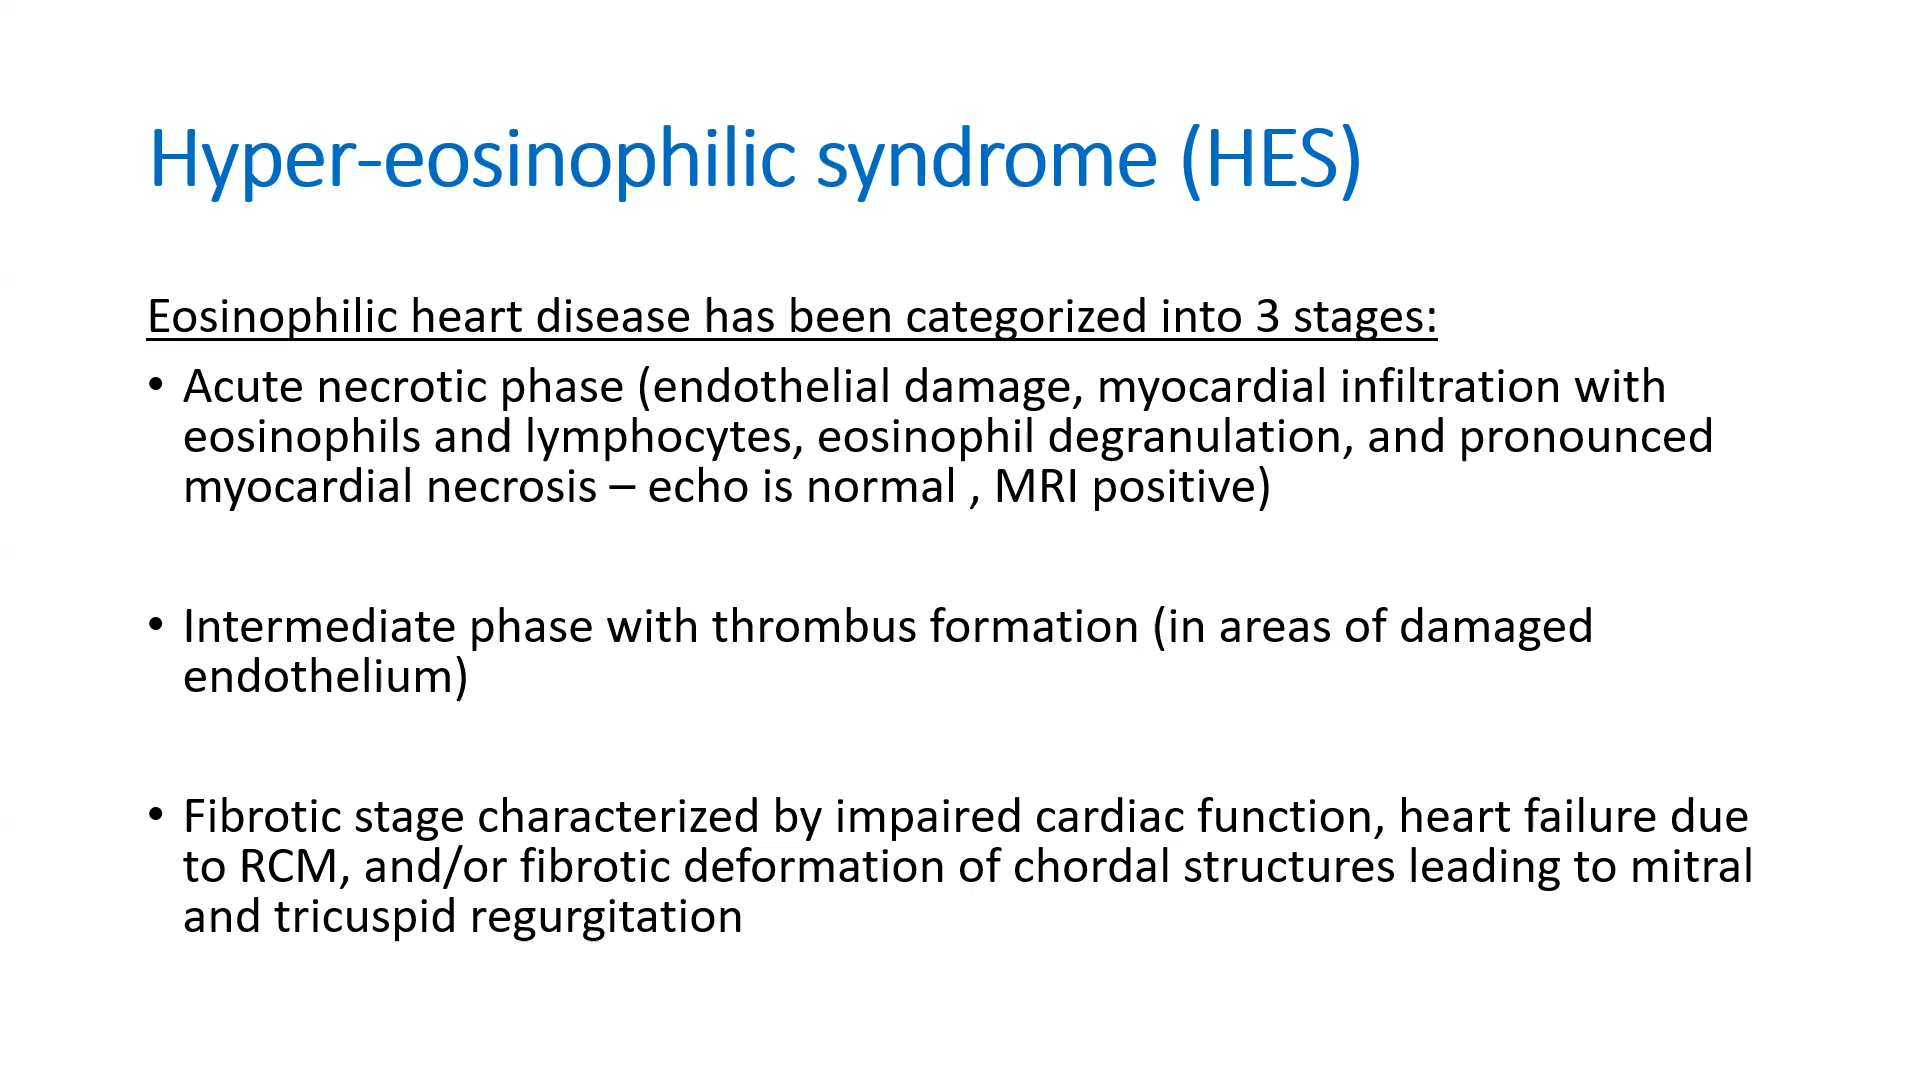 Hyper-eosinophilic syndrome (HES)
Eosinophilic heart disease has been categorized into 3 stages:
• Acute necrotic phase (endothelial damage, myocardial infiltration with
eosinophils and lymphocytes, eosinophil degranulation, and pronounced
myocardial necrosis – echo is normal , MRI positive)
• Intermediate phase with thrombus formation (in areas of damaged
endothelium)
• Fibrotic stage characterized by impaired cardiac function, heart failure due
to RCM, and/or fibrotic deformation of chordal structures leading to mitral
and tricuspid regurgitation